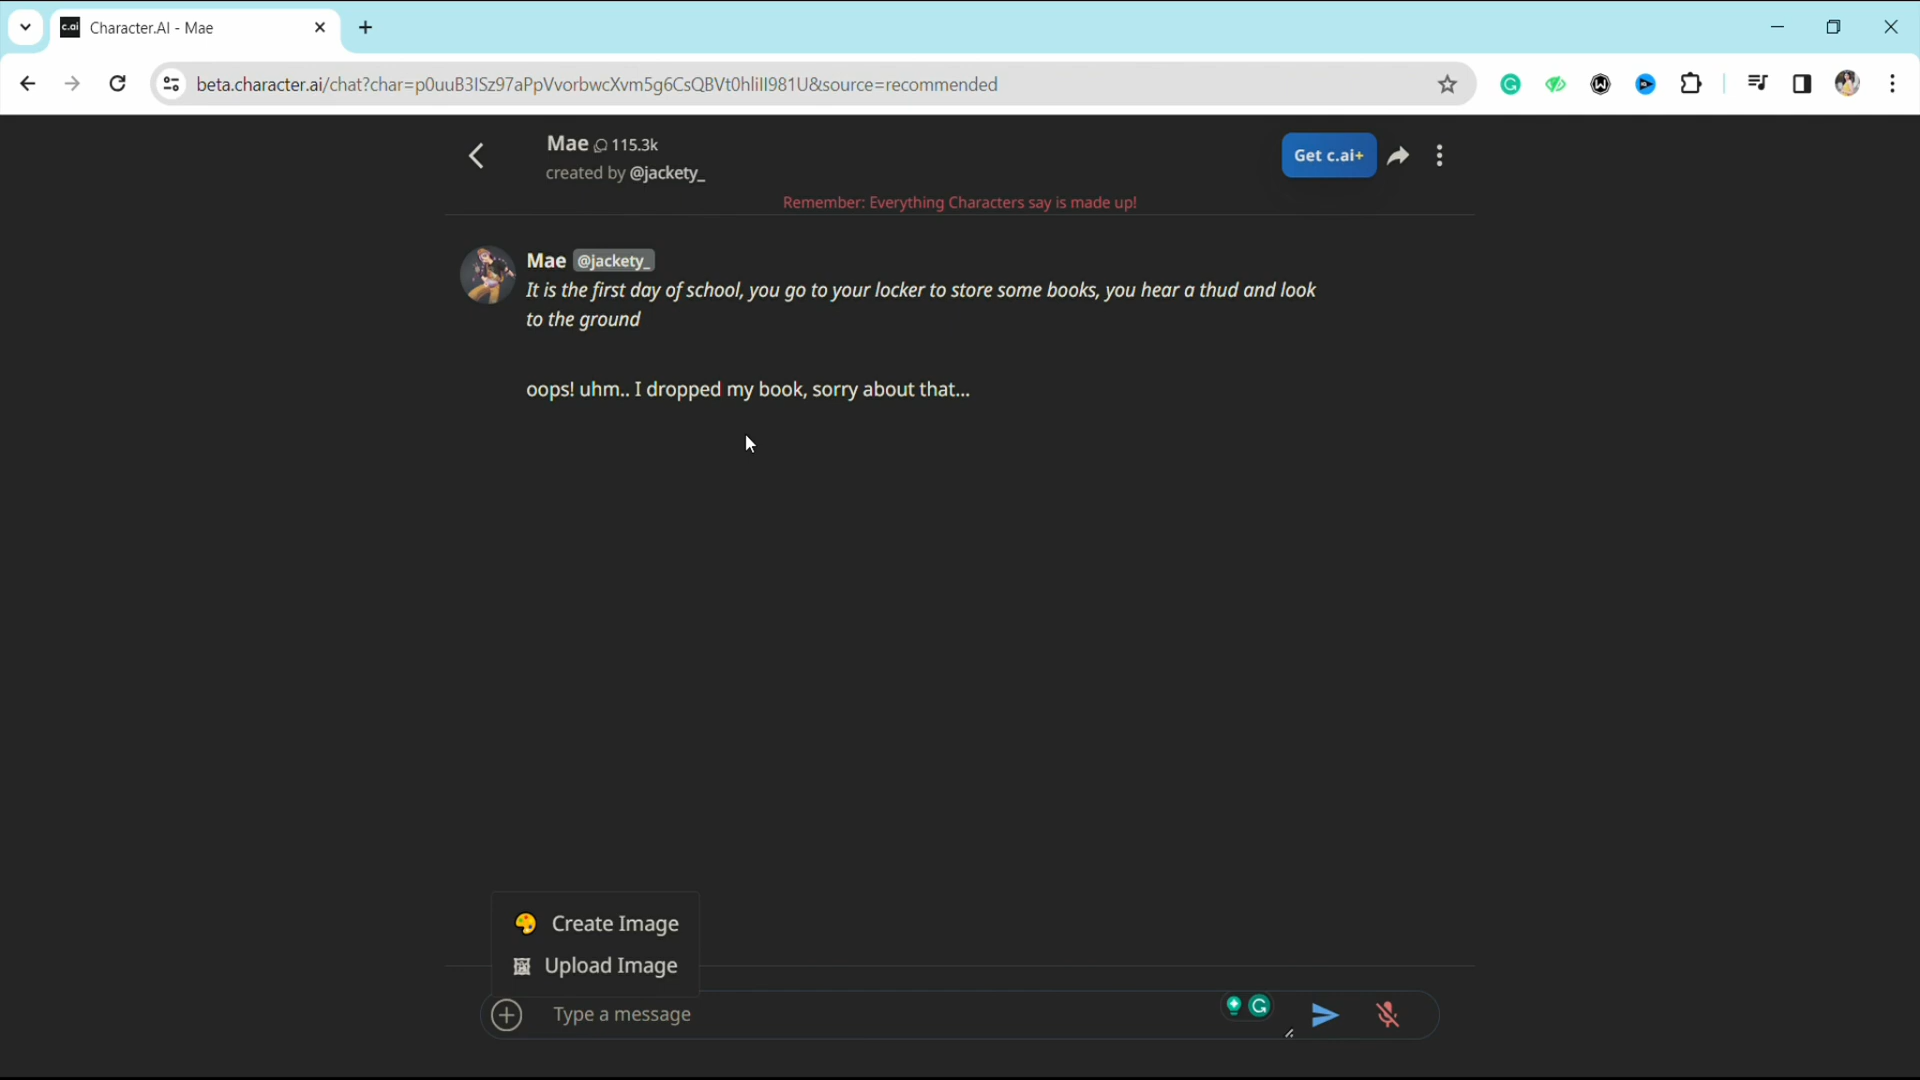 c.ai Character.AI - Mae
beta.character.ai/chat?char=p0uuB3lSz97aPpVvorbwcXvm5g6CsQBVt0hliII981U&source=recommended
Mae 115.3k
created by @jackety_
Get c.ai+
Remember: Everything Characters say is made up!
Mae @jackety_
It is the first day of school, you go to your locker to store some books, you hear a thud and look
to the ground
oops! uhm.. I dropped my book, sorry about that...
Create Image
Upload Image
Type a message